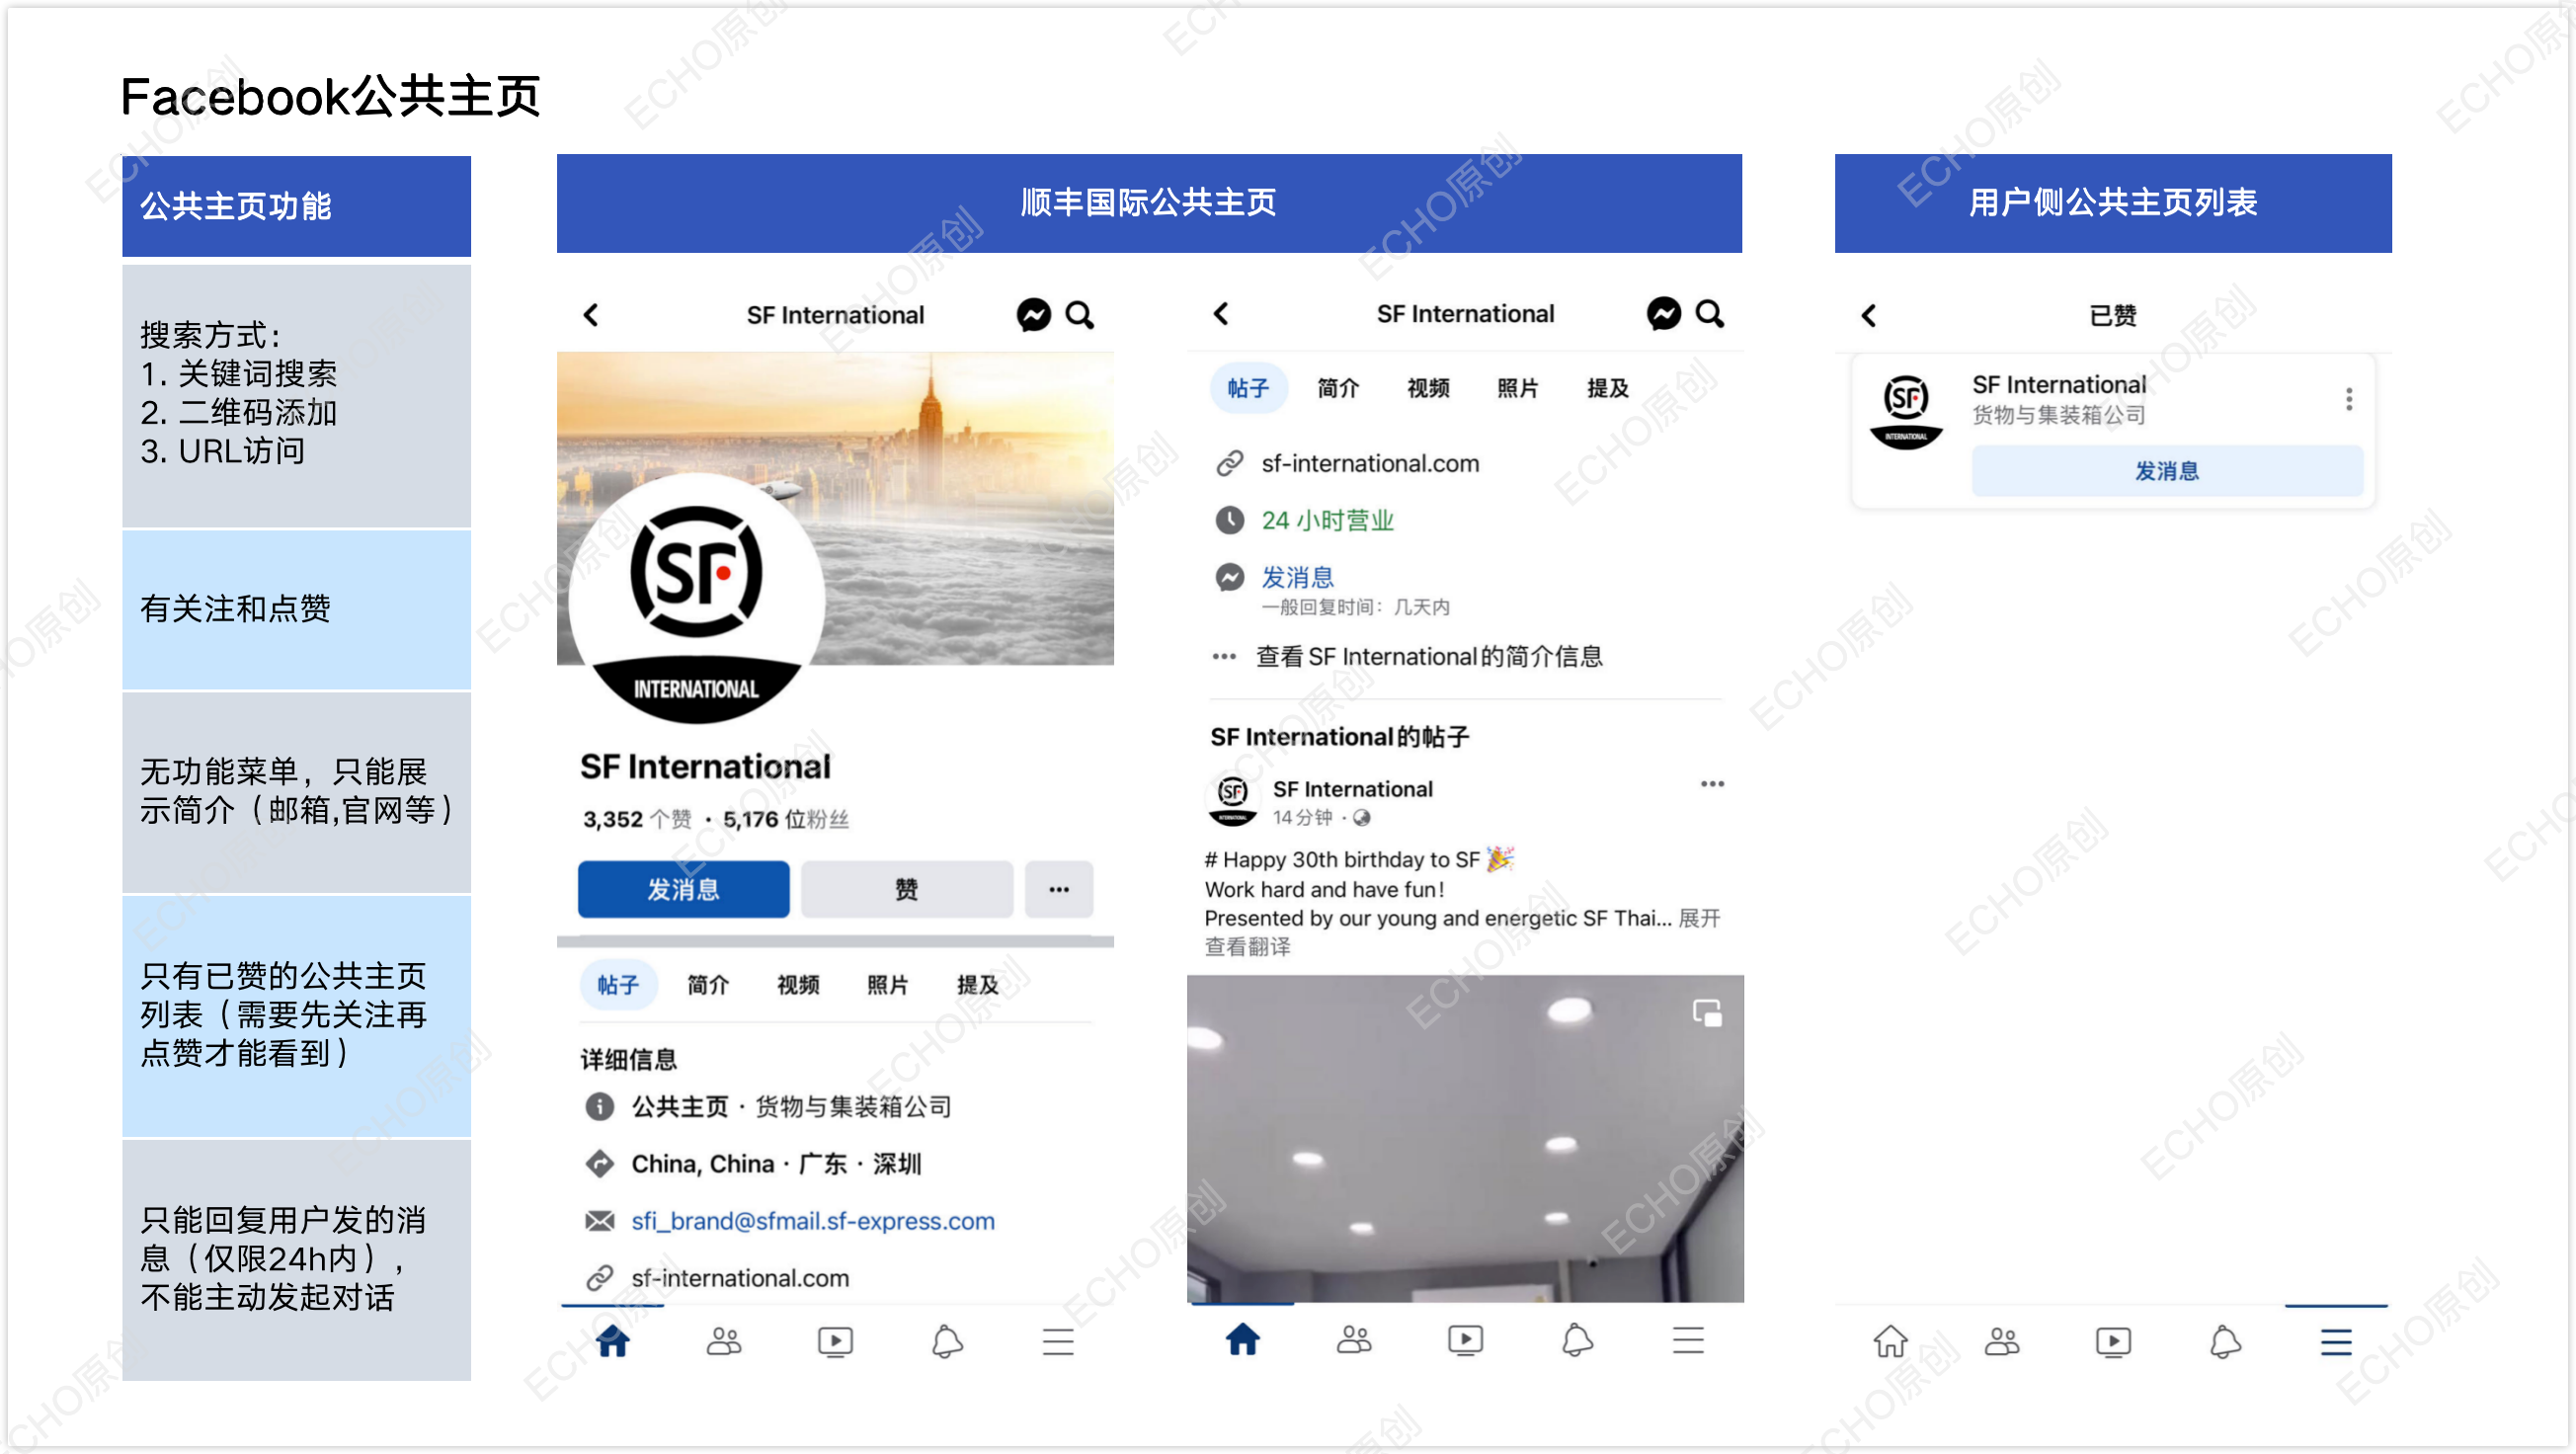 Facebook公共主页
公共主页功能
搜索方式：
1. 关键词搜索
2. 二维码添加
3. URL访问
有关注和点赞
无功能菜单，只能展
示简介（邮箱,官网等）
只有已赞的公共主页
列表（需要先关注再
点赞才能看到）
只能回复用户发的消
息（仅限24h内），
不能主动发起对话
顺丰国际公共主页
SF International
SF
INTERNATIONAL
SF International
3,352 个赞 · 5,176 位粉丝
发消息
赞
帖子 简介 视频 照片 提及
详细信息
公共主页 · 货物与集装箱公司
China, China · 广东 · 深圳
sfi_brand@sfmail.sf-express.com
sf-international.com
SF International
帖子 简介 视频 照片 提及
sf-international.com
24 小时营业
发消息
一般回复时间：几天内
查看 SF International的简介信息
SF International的帖子
SF
INTERNATIONAL
SF International
14分钟 ·
# Happy 30th birthday to SF 🎉
Work hard and have fun!
Presented by our young and energetic SF Thai... 展开
查看翻译
用户侧公共主页列表
已赞
SF
INTERNATIONAL
SF International
货物与集装箱公司
发消息
ECHO原创